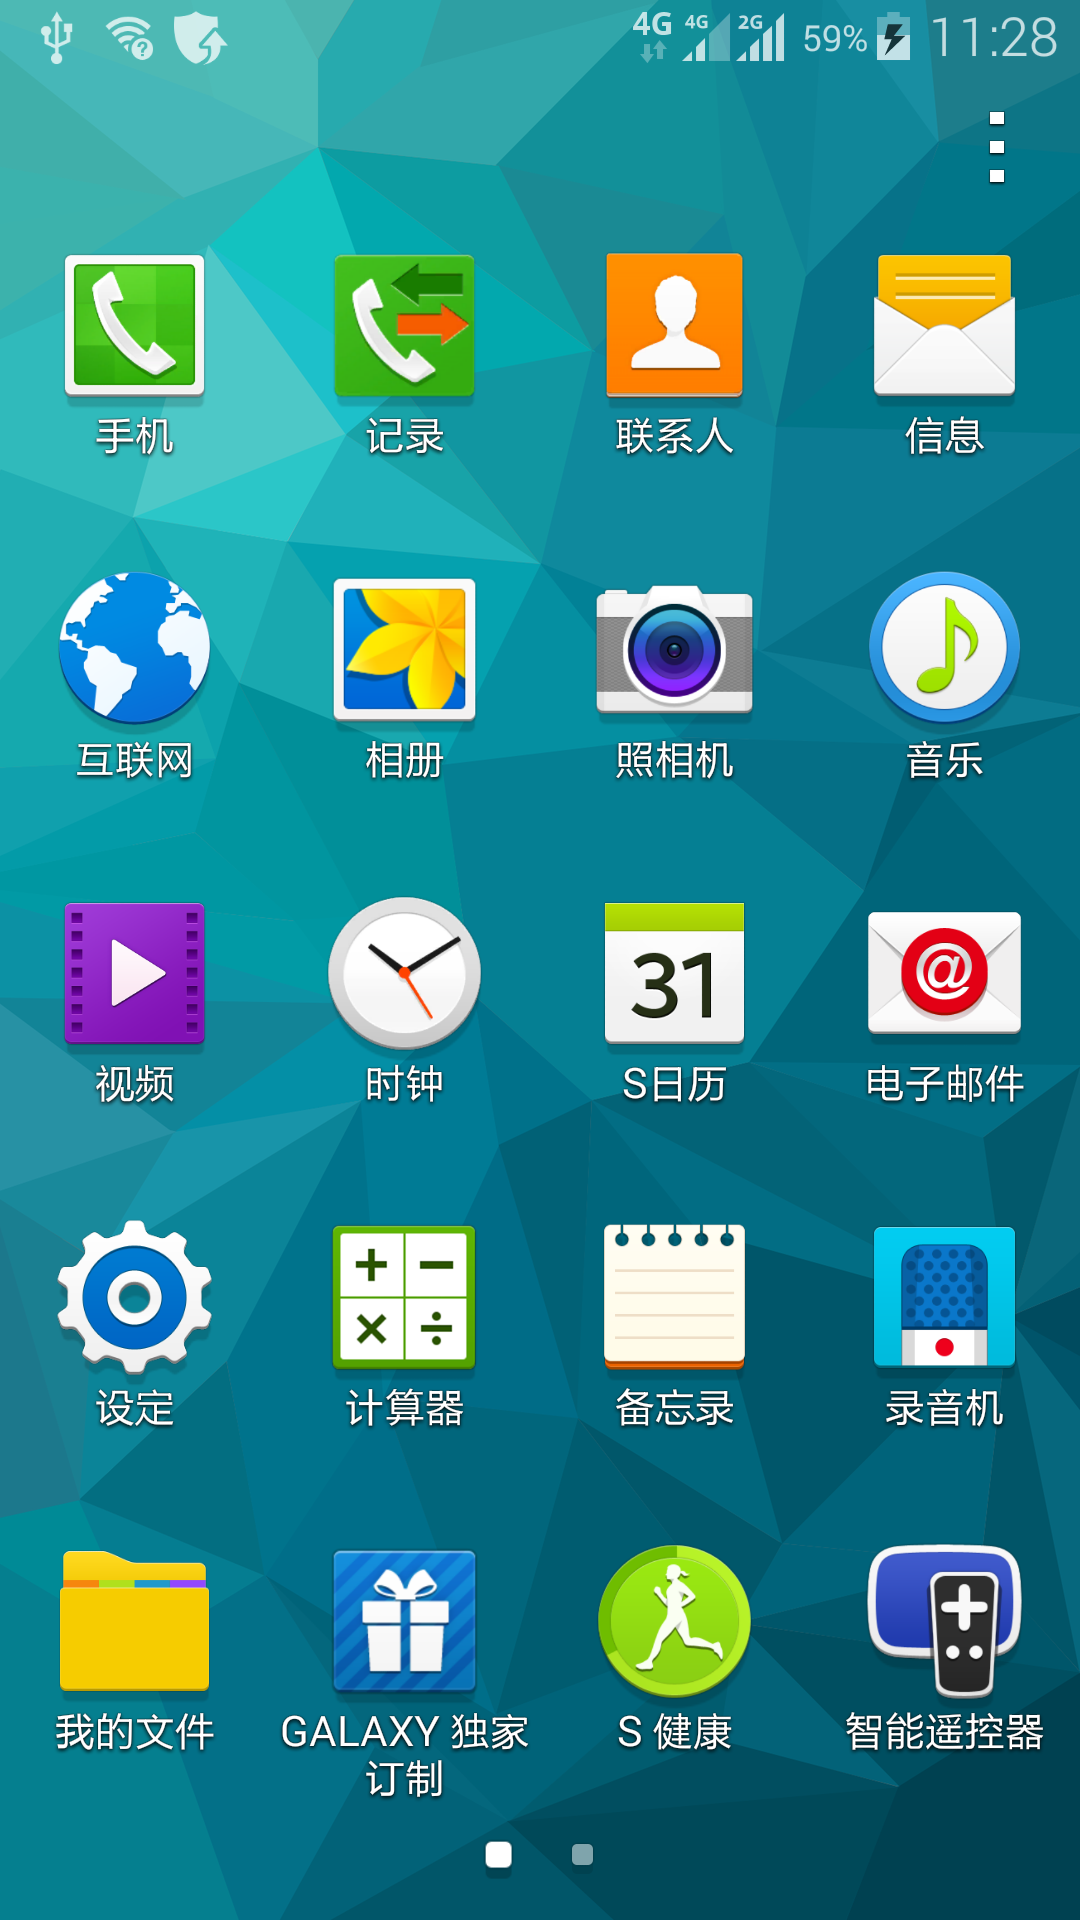 4G 4G 2G 59% 11:28
手机 记录 联系人 信息
互联网 相册 照相机 音乐
31 @
视频 时钟 S日历 电子邮件
+ −
× ÷
设定 计算器 备忘录 录音机
我的文件 GALAXY 独家 S 健康 智能遥控器
订制